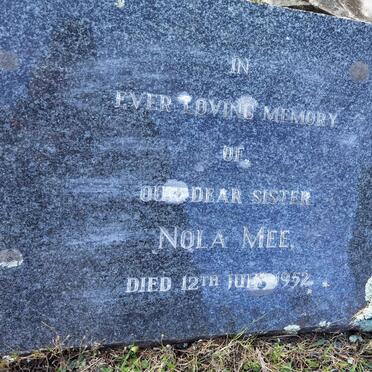 IN
EVER LOVING MEMORY
OF
OUR DEAR SISTER
NOLA MEE.
DIED 12TH JULY 1952.